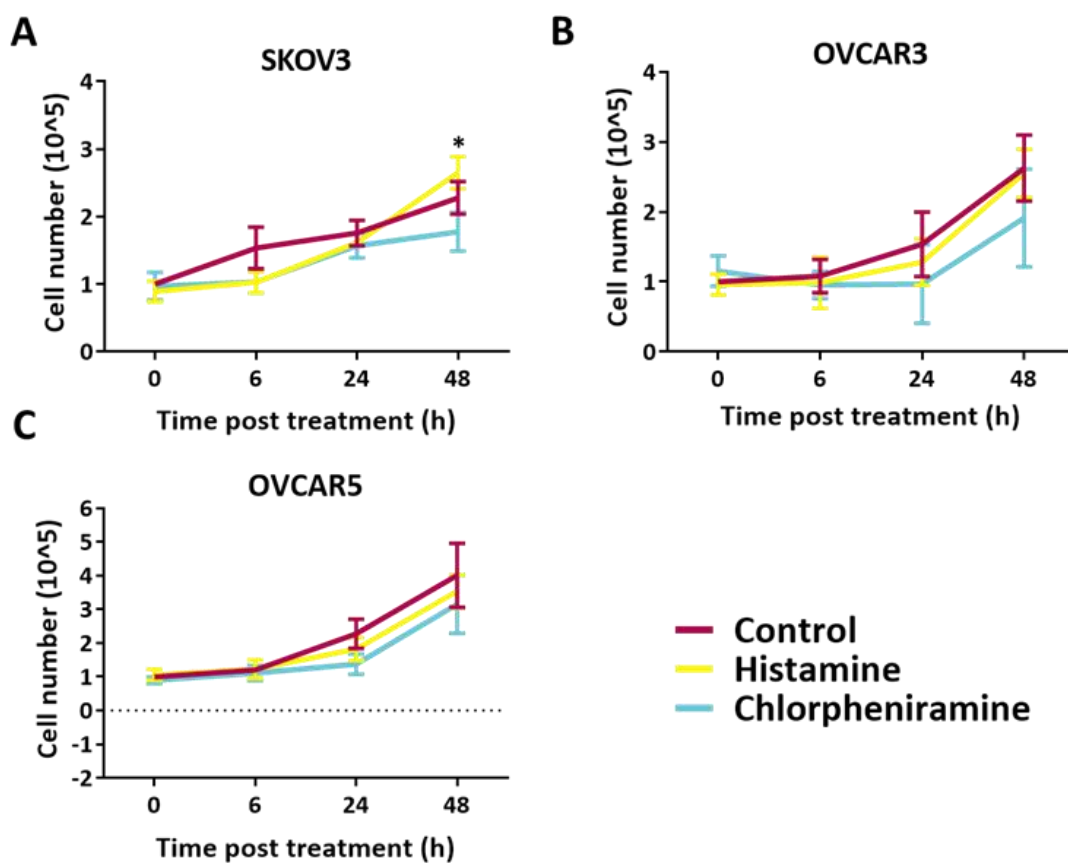 A
SKOV3
Cell number (10^5)
4
3
2
1
0
*
0 6 24 48
Time post treatment (h)
B
OVCAR3
Cell number (10^5)
4
3
2
1
0
0 6 24 48
Time post treatment (h)
C
OVCAR5
Cell number (10^5)
6
5
4
3
2
1
0
-1
-2
0 6 24 48
Time post treatment (h)
Control
Histamine
Chlorpheniramine